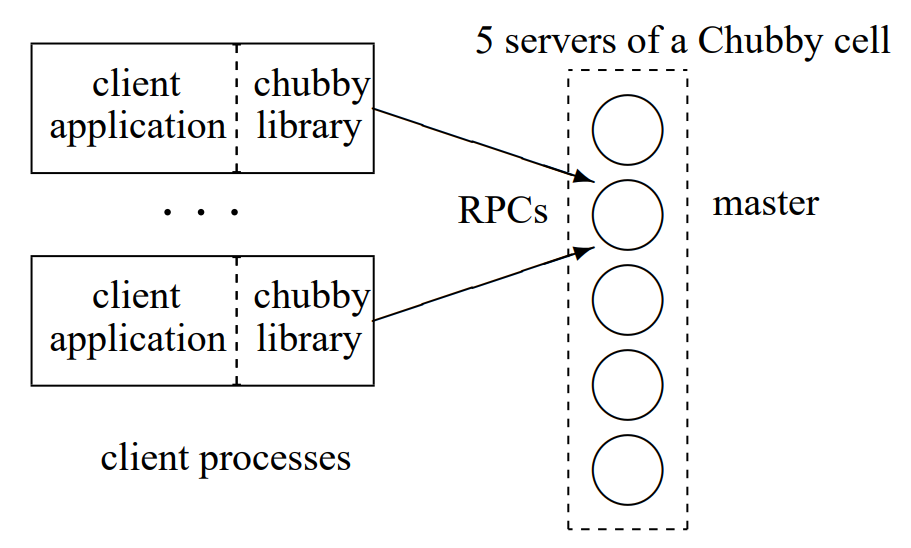 5 servers of a Chubby cell
client
application
chubby
library
. . .
RPCs
master
client
application
chubby
library
client processes